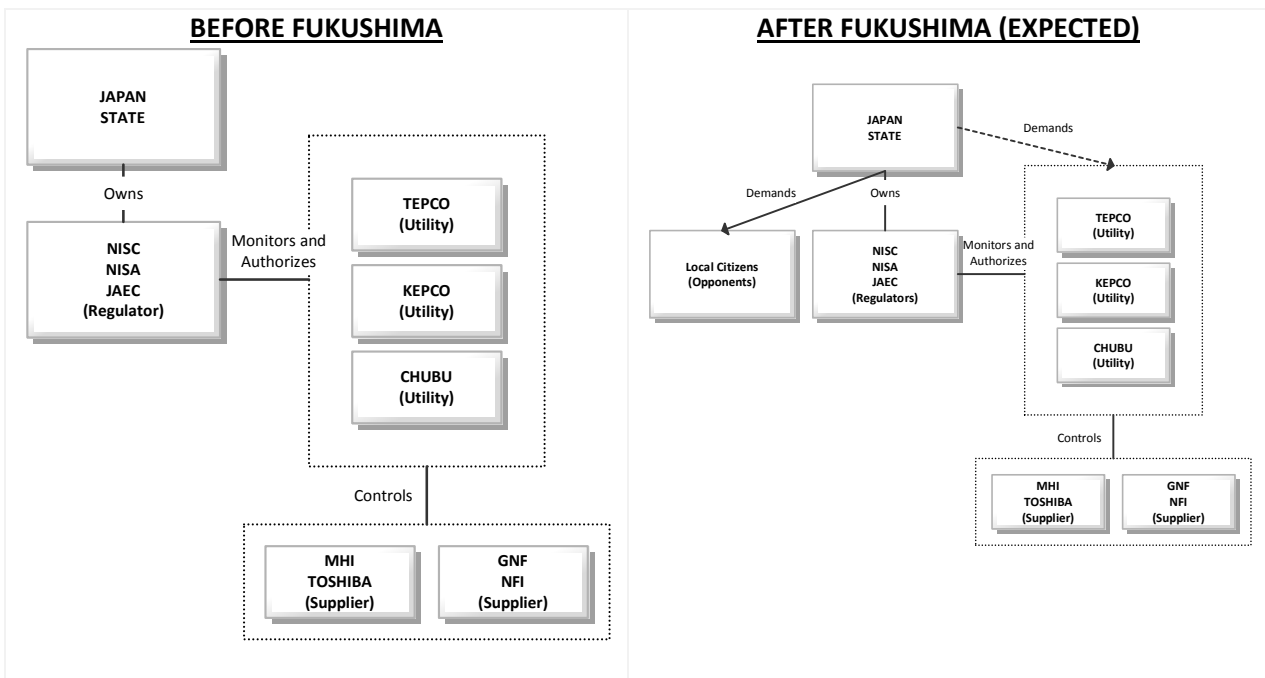 BEFORE FUKUSHIMA
JAPAN
STATE
Owns
NISC
NISA
JAEC
(Regulator)
Monitors and
Authorizes
TEPCO
(Utility)
KEPCO
(Utility)
CHUBU
(Utility)
Controls
MHI
TOSHIBA
(Supplier)
GNF
NFI
(Supplier)
AFTER FUKUSHIMA (EXPECTED)
JAPAN
STATE
Demands
Demands
Owns
Local Citizens
(Opponents)
NISC
NISA
JAEC
(Regulators)
Monitors and
Authorizes
TEPCO
(Utility)
KEPCO
(Utility)
CHUBU
(Utility)
Controls
MHI
TOSHIBA
(Supplier)
GNF
NFI
(Supplier)